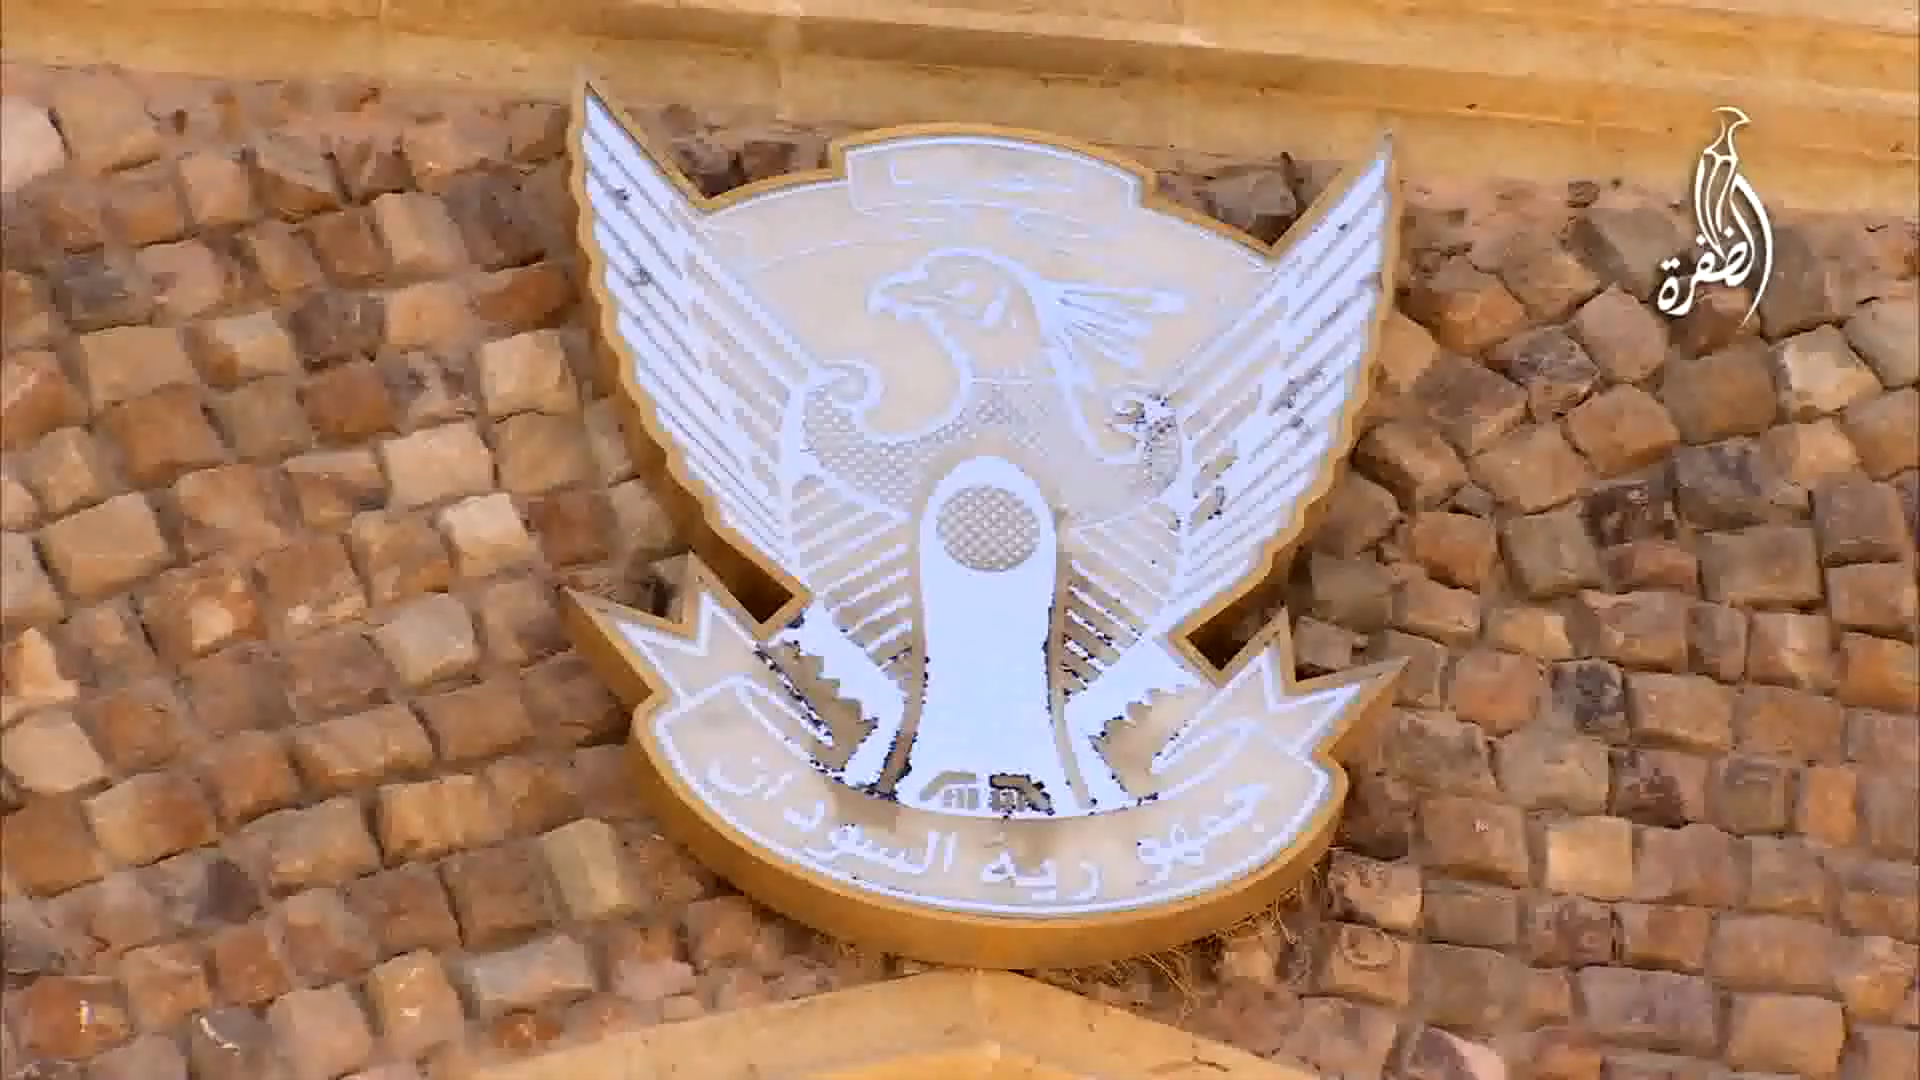 الظفرة
جمهورية السودان